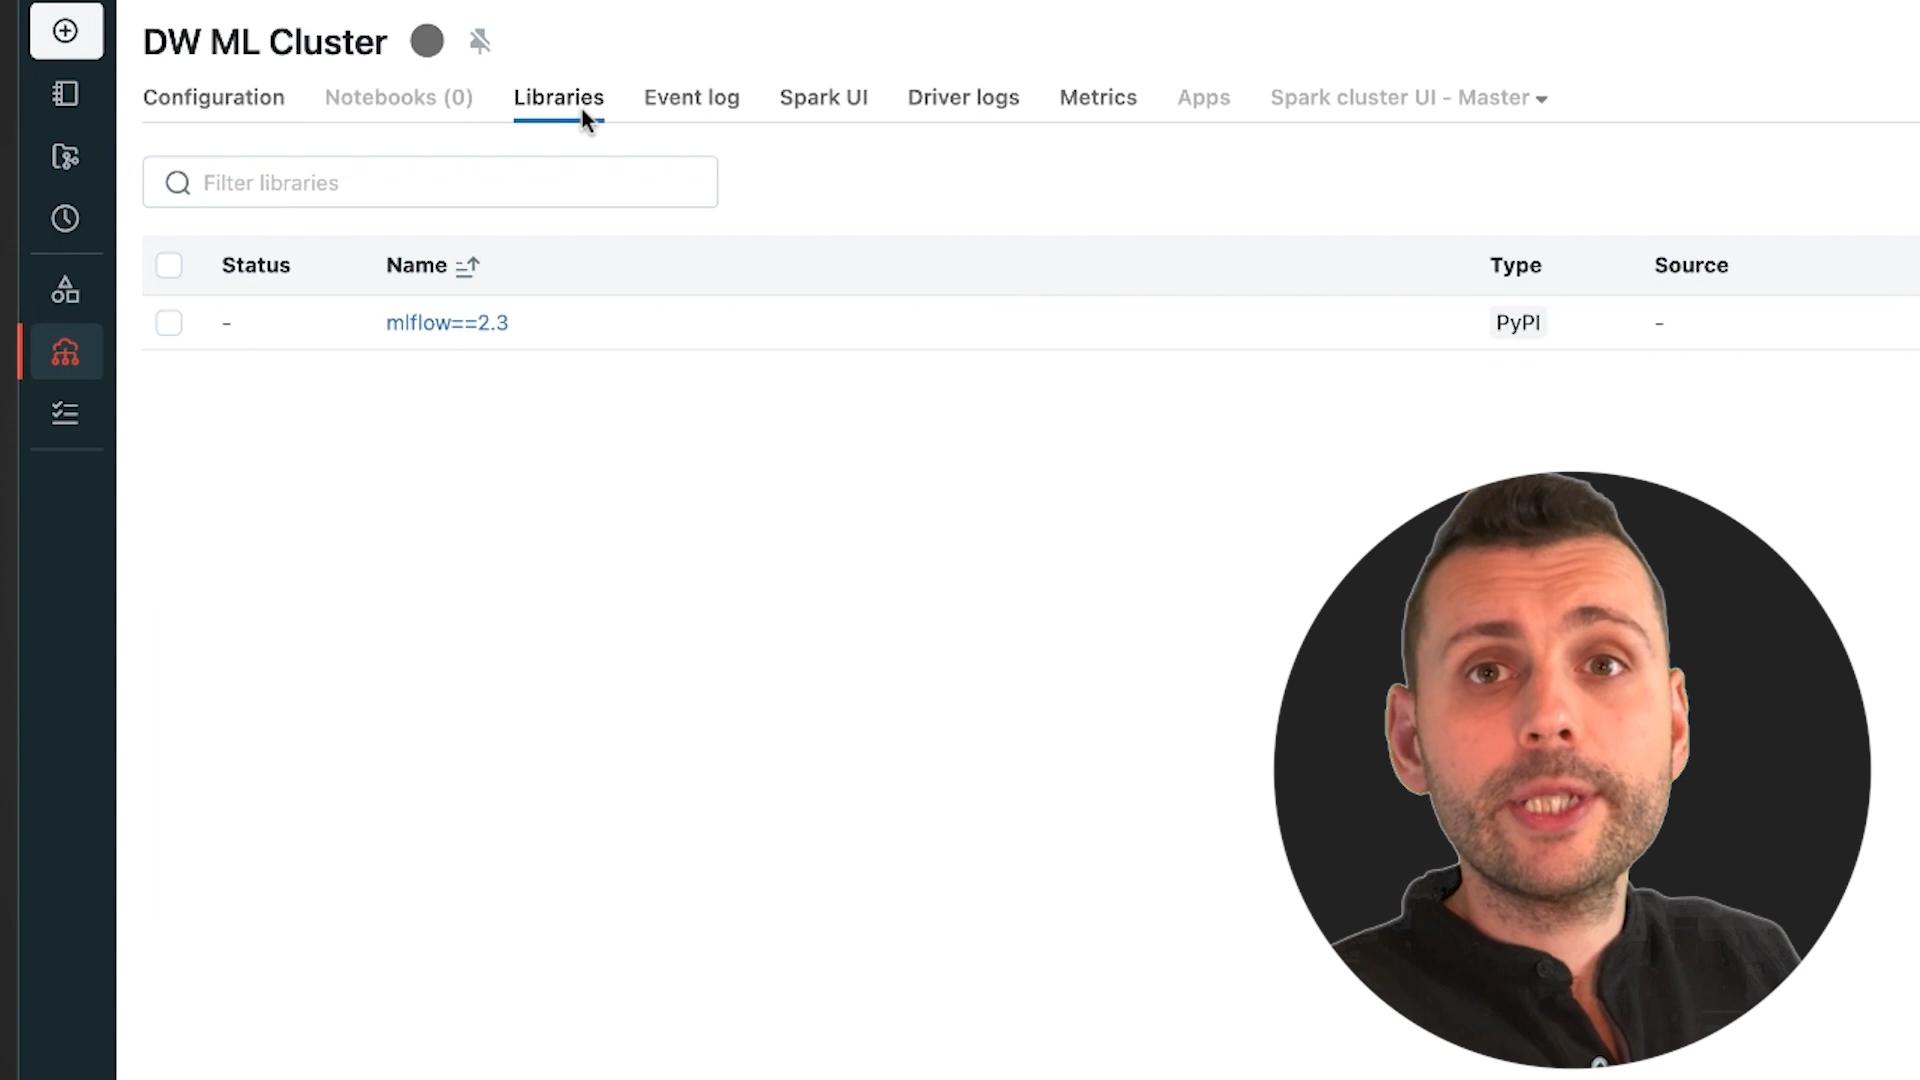 DW ML Cluster
Configuration Notebooks (0) Libraries Event log Spark UI Driver logs Metrics Apps Spark cluster UI - Master
Filter libraries
Status Name Type Source
- mlflow==2.3 PyPI -